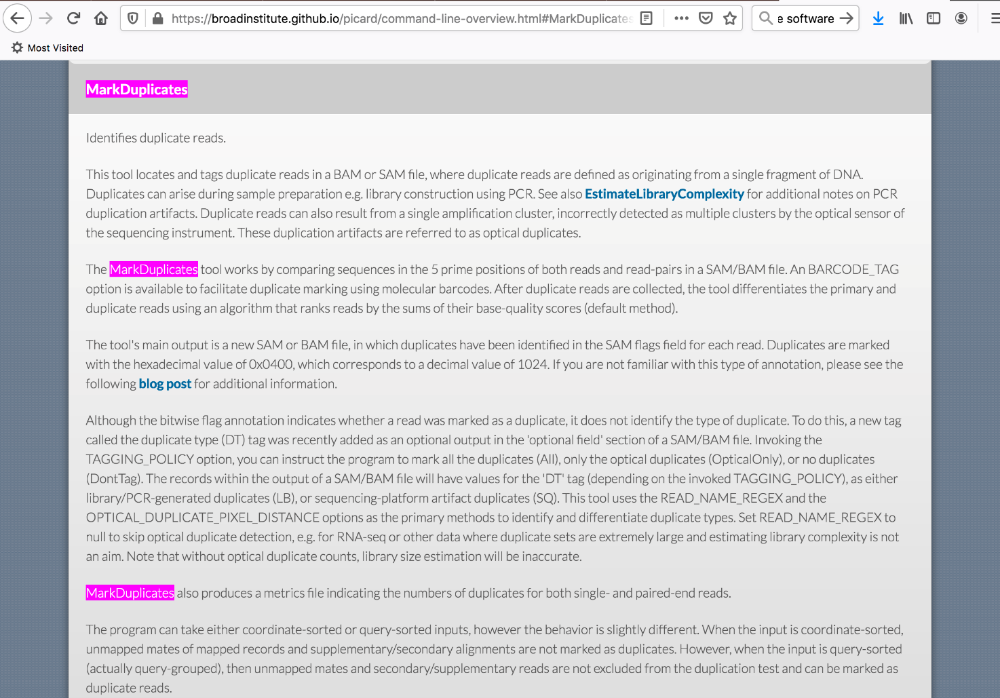 https://broadinstitute.github.io/picard/command-line-overview.html#MarkDuplicates
e software
Most Visited
MarkDuplicates
Identifies duplicate reads.
This tool locates and tags duplicate reads in a BAM or SAM file, where duplicate reads are defined as originating from a single fragment of DNA.
Duplicates can arise during sample preparation e.g. library construction using PCR. See also EstimateLibraryComplexity for additional notes on PCR
duplication artifacts. Duplicate reads can also result from a single amplification cluster, incorrectly detected as multiple clusters by the optical sensor of
the sequencing instrument. These duplication artifacts are referred to as optical duplicates.
The MarkDuplicates tool works by comparing sequences in the 5 prime positions of both reads and read-pairs in a SAM/BAM file. An BARCODE_TAG
option is available to facilitate duplicate marking using molecular barcodes. After duplicate reads are collected, the tool differentiates the primary and
duplicate reads using an algorithm that ranks reads by the sums of their base-quality scores (default method).
The tool's main output is a new SAM or BAM file, in which duplicates have been identified in the SAM flags field for each read. Duplicates are marked
with the hexadecimal value of 0x0400, which corresponds to a decimal value of 1024. If you are not familiar with this type of annotation, please see the
following blog post for additional information.
Although the bitwise flag annotation indicates whether a read was marked as a duplicate, it does not identify the type of duplicate. To do this, a new tag
called the duplicate type (DT) tag was recently added as an optional output in the 'optional field' section of a SAM/BAM file. Invoking the
TAGGING_POLICY option, you can instruct the program to mark all the duplicates (All), only the optical duplicates (OpticalOnly), or no duplicates
(DontTag). The records within the output of a SAM/BAM file will have values for the 'DT' tag (depending on the invoked TAGGING_POLICY), as either
library/PCR-generated duplicates (LB), or sequencing-platform artifact duplicates (SQ). This tool uses the READ_NAME_REGEX and the
OPTICAL_DUPLICATE_PIXEL_DISTANCE options as the primary methods to identify and differentiate duplicate types. Set READ_NAME_REGEX to
null to skip optical duplicate detection, e.g. for RNA-seq or other data where duplicate sets are extremely large and estimating library complexity is not
an aim. Note that without optical duplicate counts, library size estimation will be inaccurate.
MarkDuplicates also produces a metrics file indicating the numbers of duplicates for both single- and paired-end reads.
The program can take either coordinate-sorted or query-sorted inputs, however the behavior is slightly different. When the input is coordinate-sorted,
unmapped mates of mapped records and supplementary/secondary alignments are not marked as duplicates. However, when the input is query-sorted
(actually query-grouped), then unmapped mates and secondary/supplementary reads are not excluded from the duplication test and can be marked as
duplicate reads.